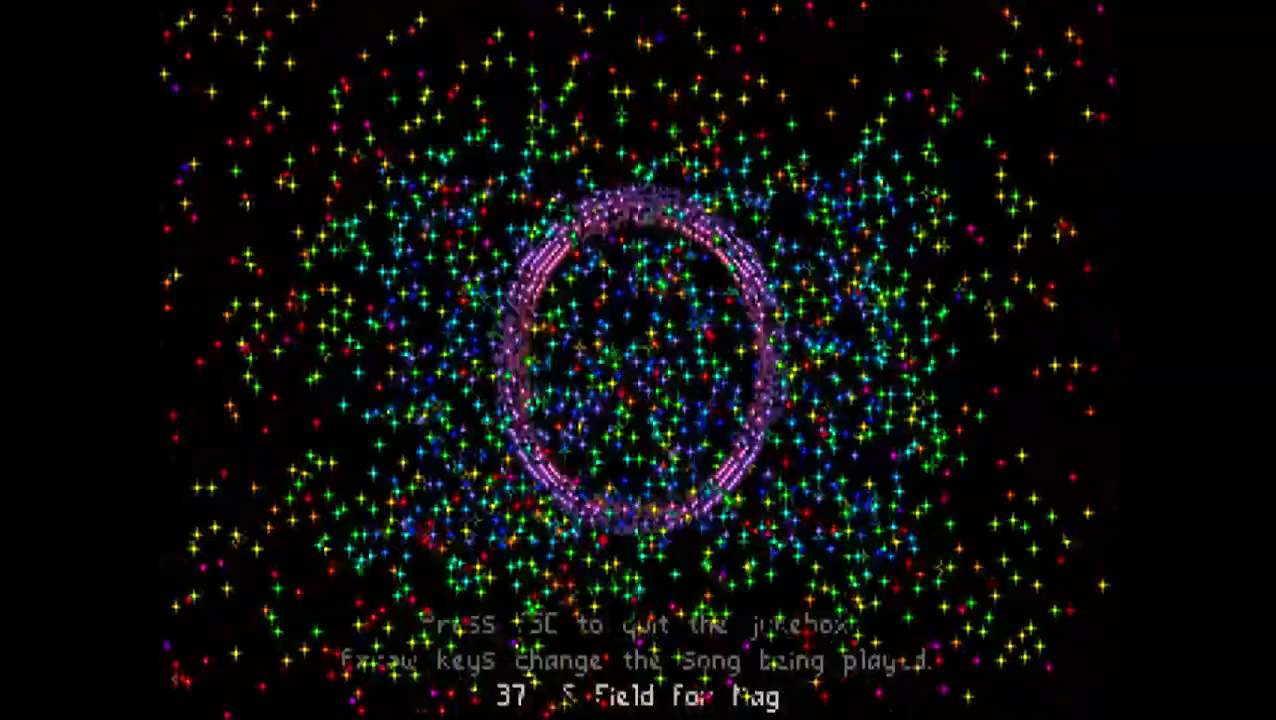 Press ESC to quit the jukebox.
Arrow keys change the song being played.
37 Field For Mag